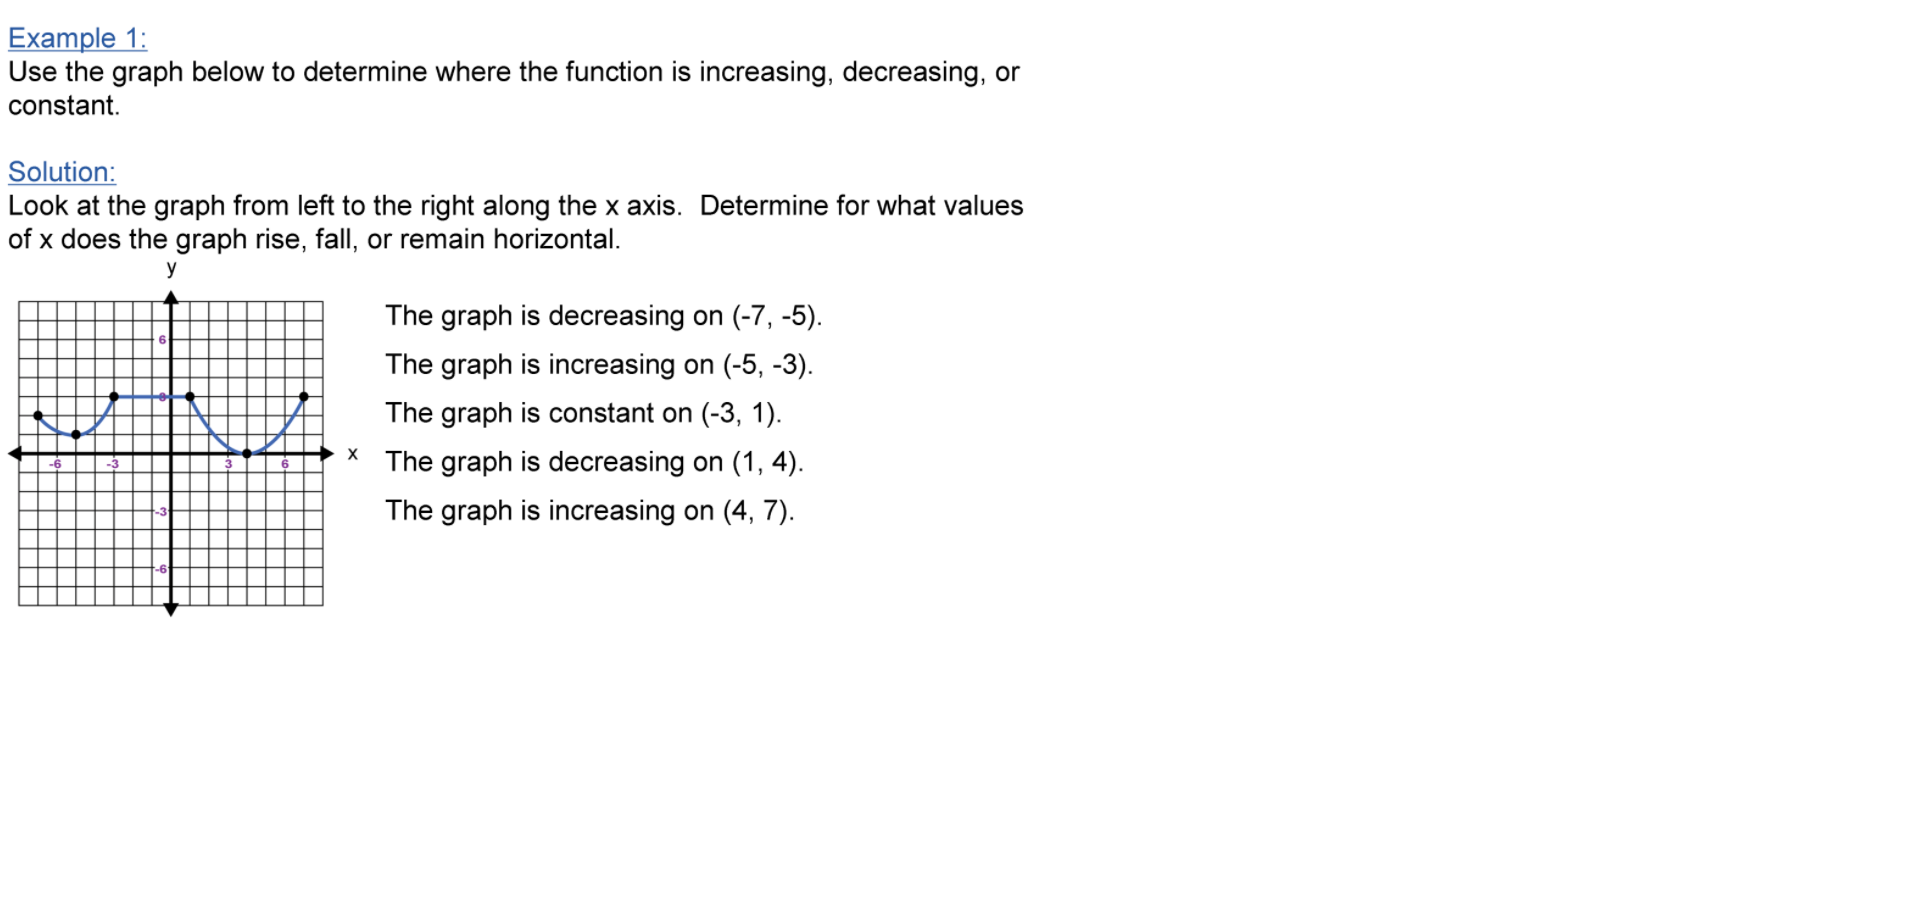 Example 1:
Use the graph below to determine where the function is increasing, decreasing, or
constant.
Solution:
Look at the graph from left to the right along the x axis.  Determine for what values
of x does the graph rise, fall, or remain horizontal.
y
The graph is decreasing on (-7, -5).
6
The graph is increasing on (-5, -3).
3
The graph is constant on (-3, 1).
x
The graph is decreasing on (1, 4).
-6 -3 3 6
The graph is increasing on (4, 7).
-3
-6